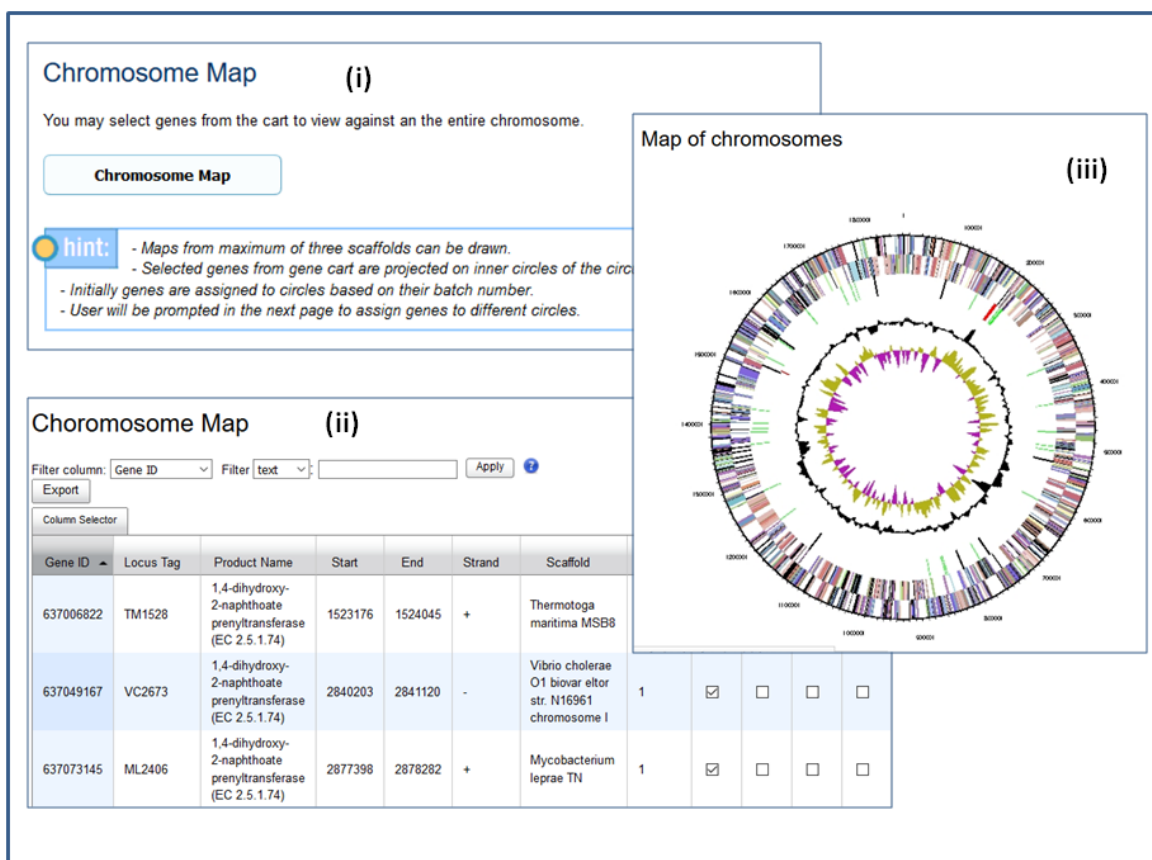 Chromosome Map (i)
You may select genes from the cart to view against an the entire chromosome.
Chromosome Map
hint:
- Maps from maximum of three scaffolds can be drawn.
- Selected genes from gene cart are projected on inner circles of the circ
- Initially genes are assigned to circles based on their batch number.
- User will be prompted in the next page to assign genes to different circles.
Map of chromosomes
(iii)
1
Choromosome Map (ii)
Filter column: Gene ID Filter text : Apply ?
Export
Column Selector
Gene ID Locus Tag Product Name Start End Strand Scaffold
637006822 TM1528 1,4-dihydroxy-
2-naphthoate
prenyltransferase
(EC 2.5.1.74)
1523176 1524045 + Thermotoga
maritima MSB8
637049167 VC2673 1,4-dihydroxy-
2-naphthoate
prenyltransferase
(EC 2.5.1.74)
2840203 2841120 - Vibrio cholerae
O1 biovar eltor
str. N16961
chromosome I
1
637073145 ML2406 1,4-dihydroxy-
2-naphthoate
prenyltransferase
(EC 2.5.1.74)
2877398 2878282 + Mycobacterium
leprae TN
1